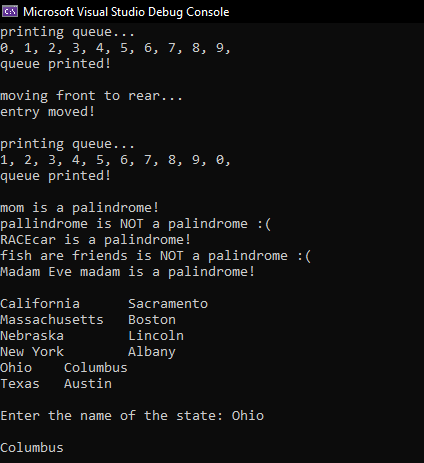 Microsoft Visual Studio Debug Console
printing queue...
0, 1, 2, 3, 4, 5, 6, 7, 8, 9,
queue printed!
moving front to rear...
entry moved!
printing queue...
1, 2, 3, 4, 5, 6, 7, 8, 9, 0,
queue printed!
mom is a palindrome!
pallindrome is NOT a palindrome :(
RACEcar is a palindrome!
fish are friends is NOT a palindrome :(
Madam Eve madam is a palindrome!
California      Sacramento
Massachusetts   Boston
Nebraska        Lincoln
New York        Albany
Ohio    Columbus
Texas   Austin
Enter the name of the state: Ohio
Columbus